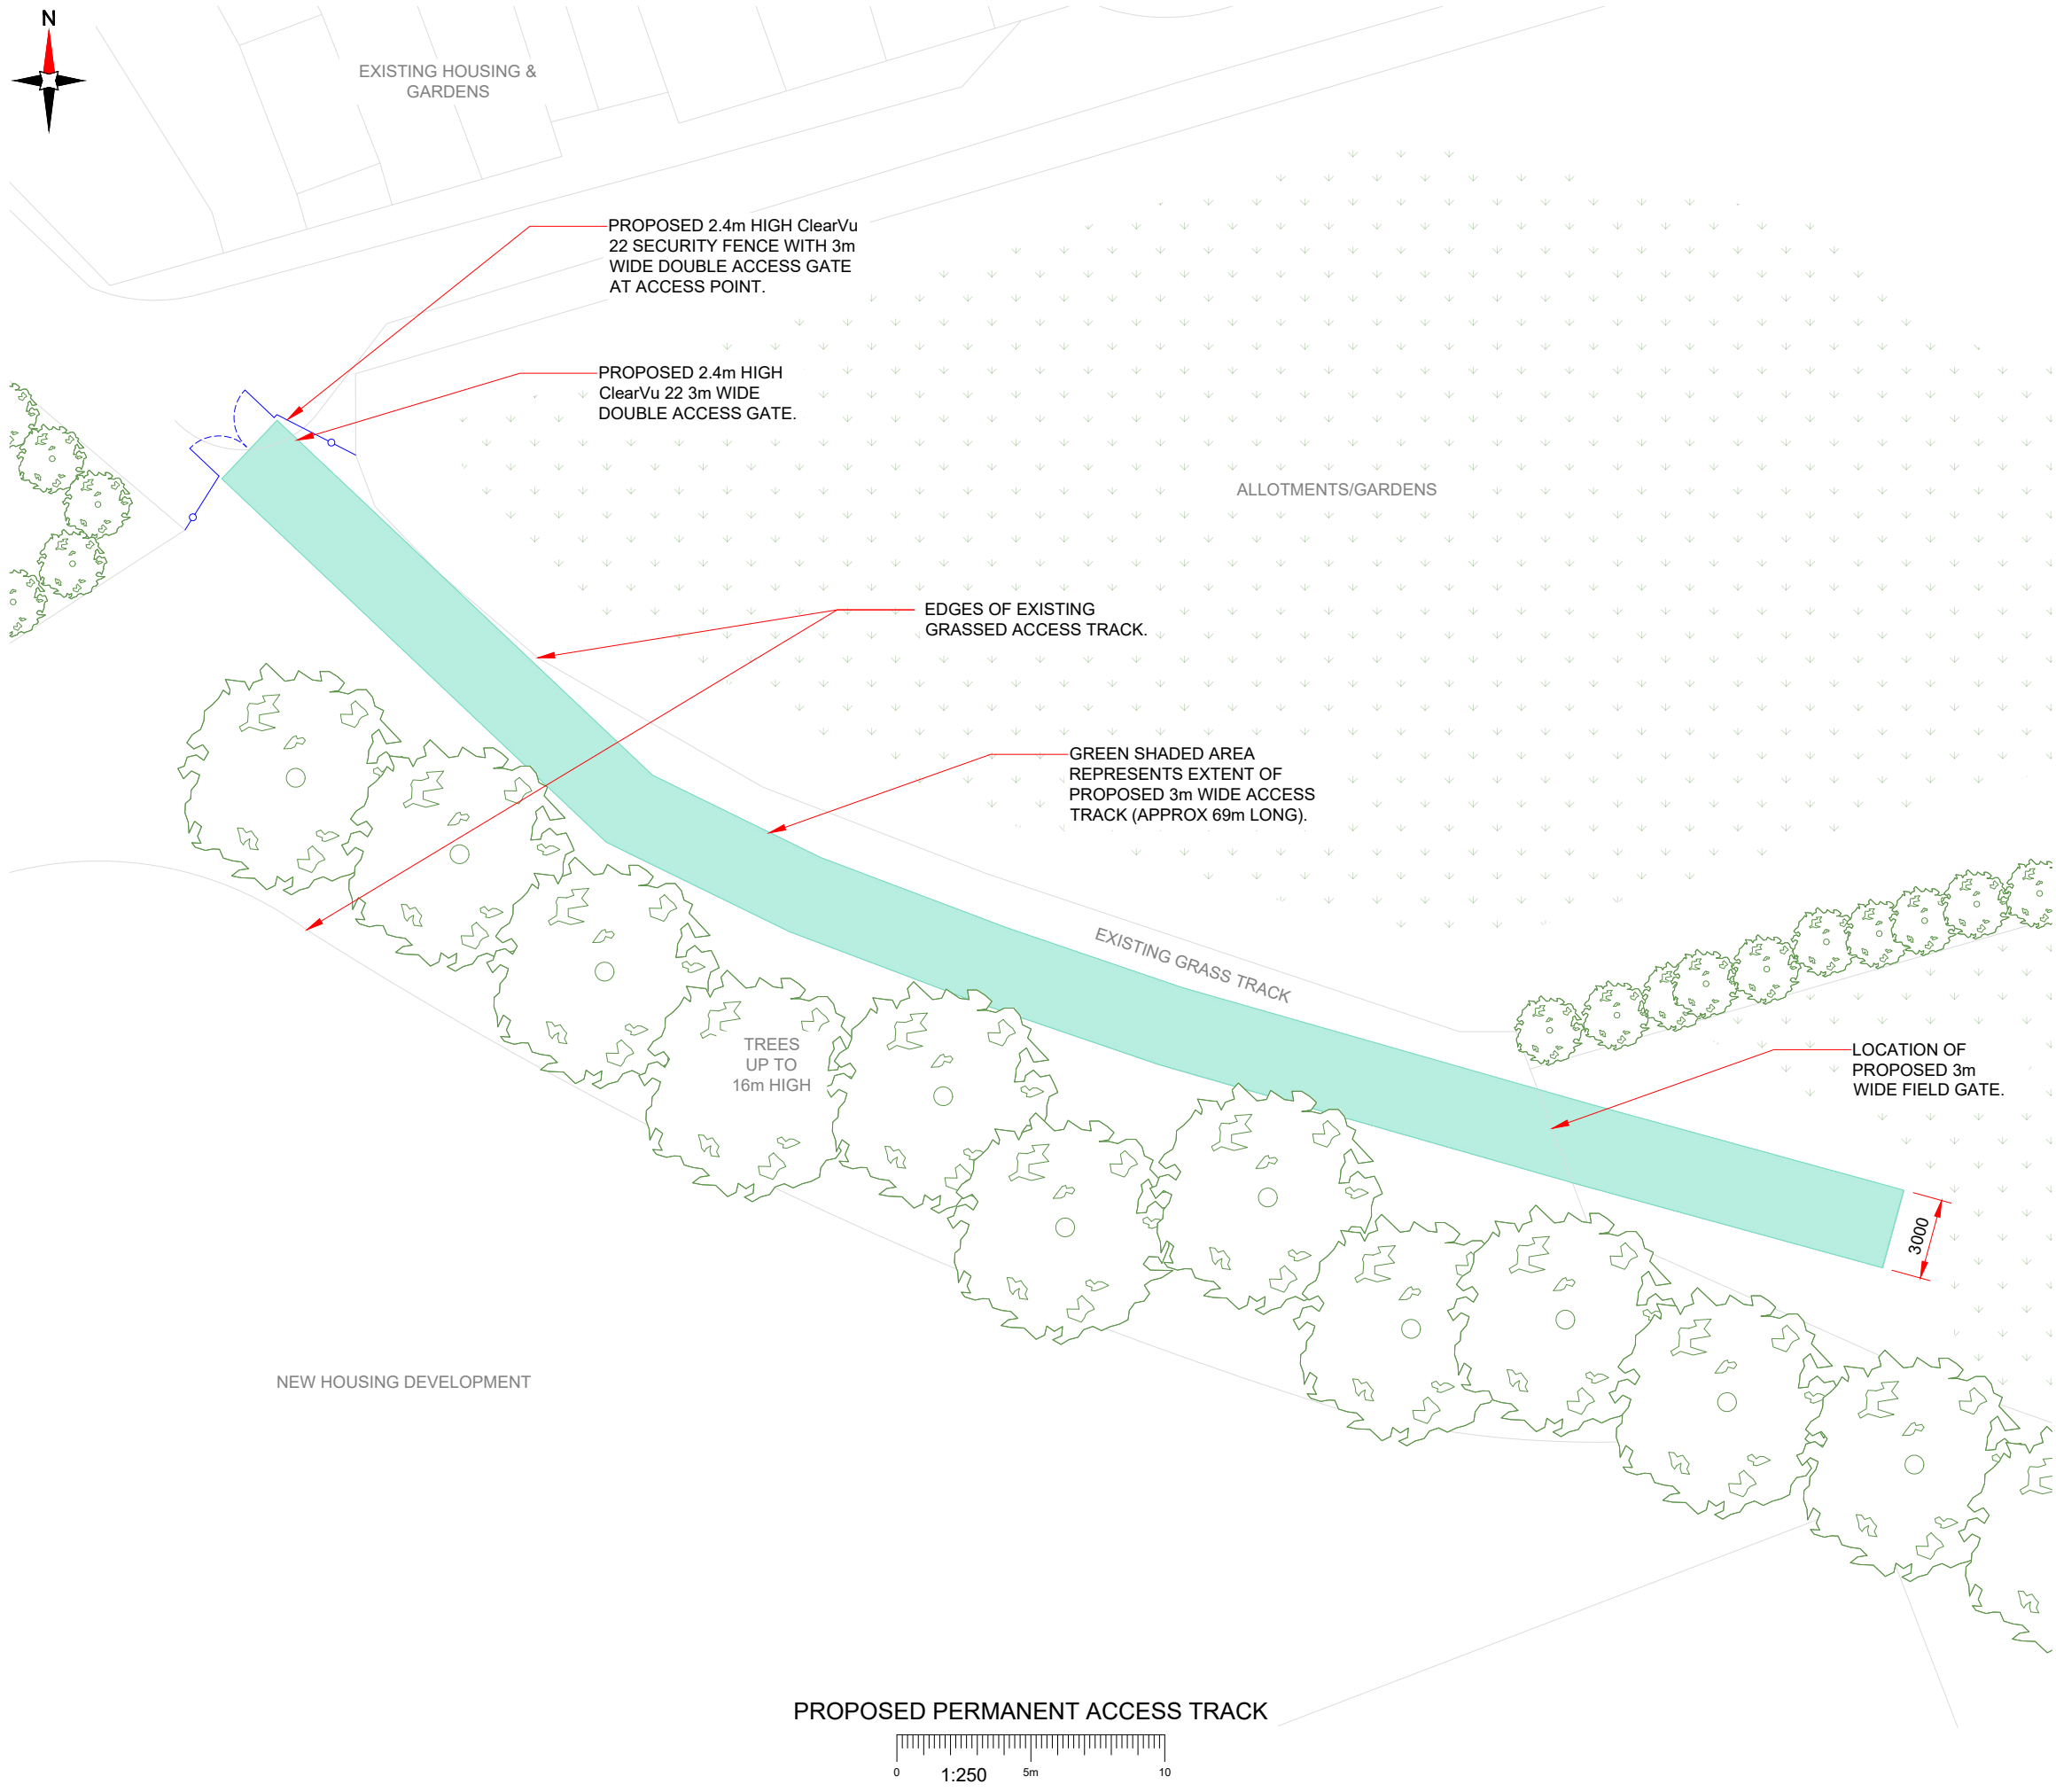 N
EXISTING HOUSING &
GARDENS
PROPOSED 2.4m HIGH ClearVu
22 SECURITY FENCE WITH 3m
WIDE DOUBLE ACCESS GATE
AT ACCESS POINT.
PROPOSED 2.4m HIGH
ClearVu 22 3m WIDE
DOUBLE ACCESS GATE.
ALLOTMENTS/GARDENS
EDGES OF EXISTING
GRASSED ACCESS TRACK.
GREEN SHADED AREA
REPRESENTS EXTENT OF
PROPOSED 3m WIDE ACCESS
TRACK (APPROX 69m LONG).
EXISTING GRASS TRACK
TREES
UP TO
16m HIGH
LOCATION OF
PROPOSED 3m
WIDE FIELD GATE.
3000
NEW HOUSING DEVELOPMENT
PROPOSED PERMANENT ACCESS TRACK
0 5m 10
1:250